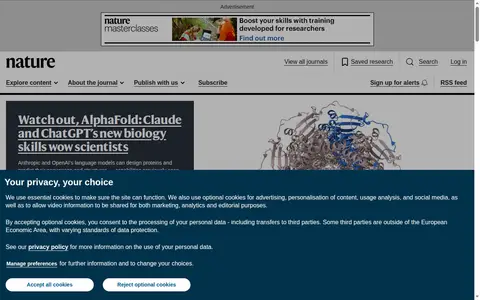 Advertisement
nature
masterclasses
Boost your skills with training
developed for researchers
Find out more
nature
View all journals
Saved research
Search
Log in
Explore content
About the journal
Publish with us
Subscribe
Sign up for alerts
RSS feed
Watch out, AlphaFold: Claude
and ChatGPT's new biology
skills wow scientists
Anthropic and OpenAI's language models can design proteins and
Your privacy, your choice
We use essential cookies to make sure the site can function. We also use optional cookies for advertising, personalisation of content, usage analysis, and social media, as
well as to allow video information to be shared for both marketing, analytics and editorial purposes.
By accepting optional cookies, you consent to the processing of your personal data - including transfers to third parties. Some third parties are outside of the European
Economic Area, with varying standards of data protection.
See our privacy policy for more information on the use of your personal data.
Manage preferences for further information and to change your choices.
Accept all cookies
Reject optional cookies